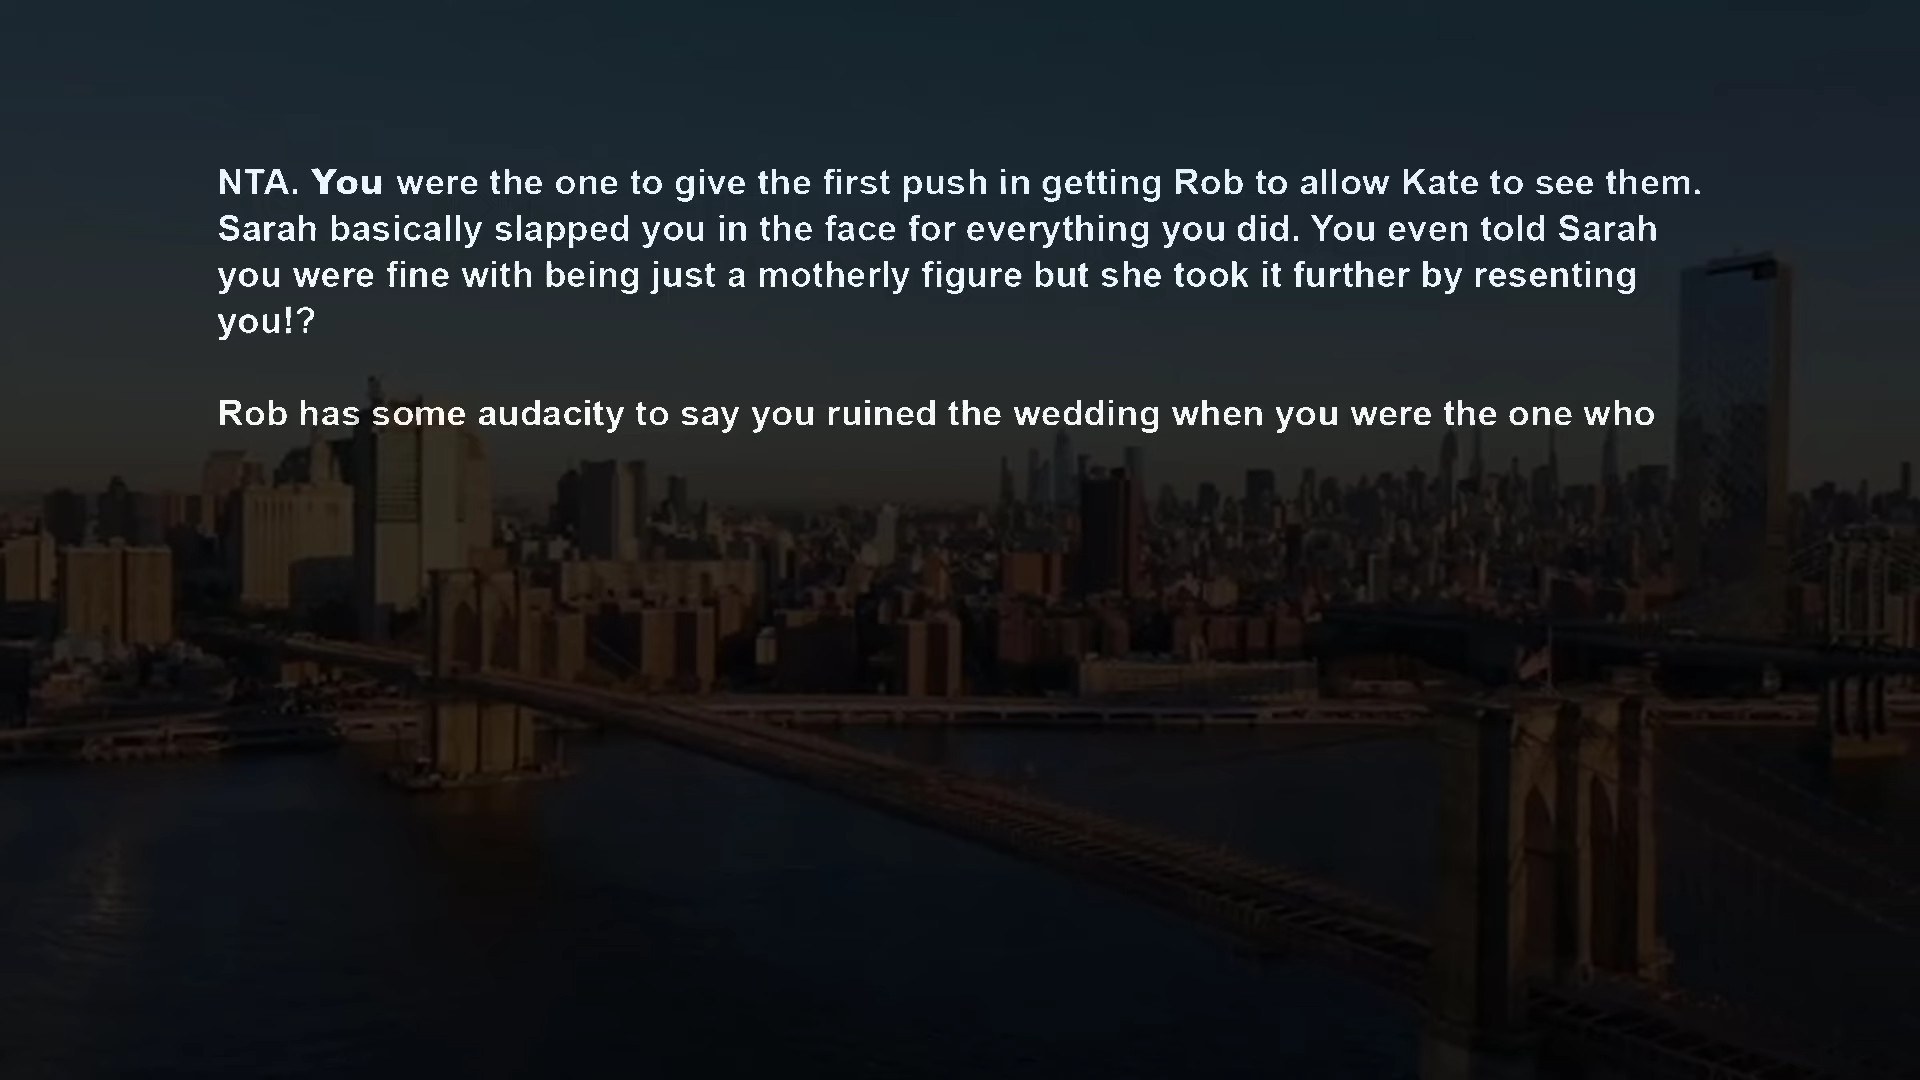 NTA. You were the one to give the first push in getting Rob to allow Kate to see them.
Sarah basically slapped you in the face for everything you did. You even told Sarah
you were fine with being just a motherly figure but she took it further by resenting
you!?
Rob has some audacity to say you ruined the wedding when you were the one who